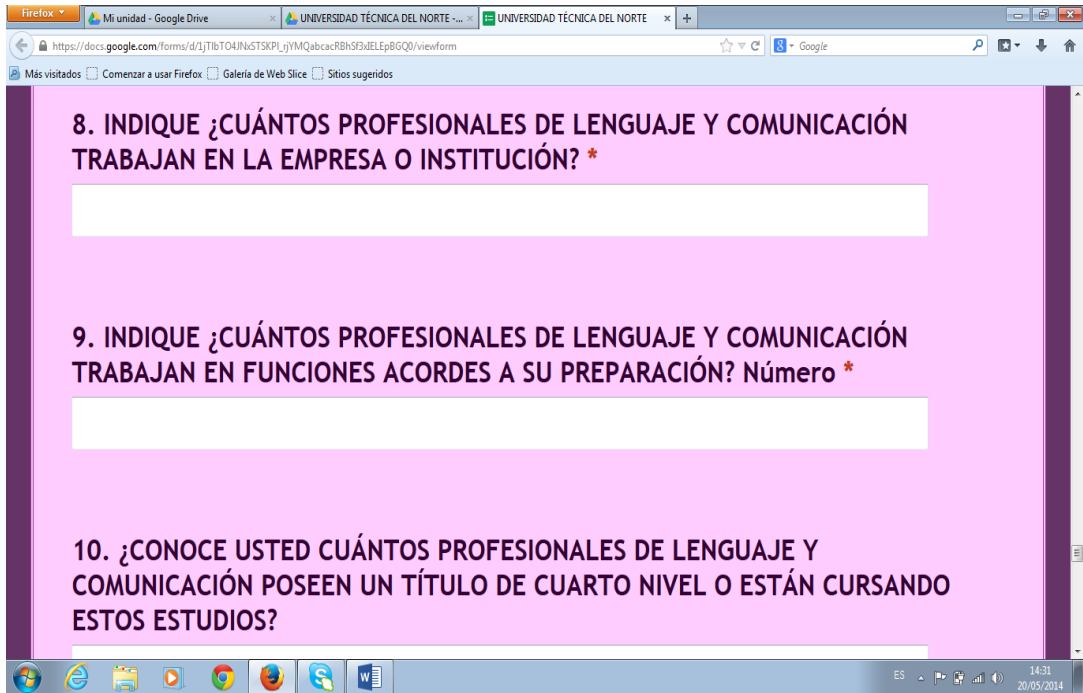 Firefox
Mi unidad - Google Drive
UNIVERSIDAD TÉCNICA DEL NORTE -...
UNIVERSIDAD TÉCNICA DEL NORTE
https://docs.google.com/forms/d/1jTlbTO4JNxSTSKPl_rjYMQabcacRBhSf3xIELEpBGQ0/viewform
Google
Más visitados
Comenzar a usar Firefox
Galería de Web Slice
Sitios sugeridos
8. INDIQUE ¿CUÁNTOS PROFESIONALES DE LENGUAJE Y COMUNICACIÓN
TRABAJAN EN LA EMPRESA O INSTITUCIÓN? *
9. INDIQUE ¿CUÁNTOS PROFESIONALES DE LENGUAJE Y COMUNICACIÓN
TRABAJAN EN FUNCIONES ACORDES A SU PREPARACIÓN? Número *
10. ¿CONOCE USTED CUÁNTOS PROFESIONALES DE LENGUAJE Y
COMUNICACIÓN POSEEN UN TÍTULO DE CUARTO NIVEL O ESTÁN CURSANDO
ESTOS ESTUDIOS?
ES
14:31
20/05/2014